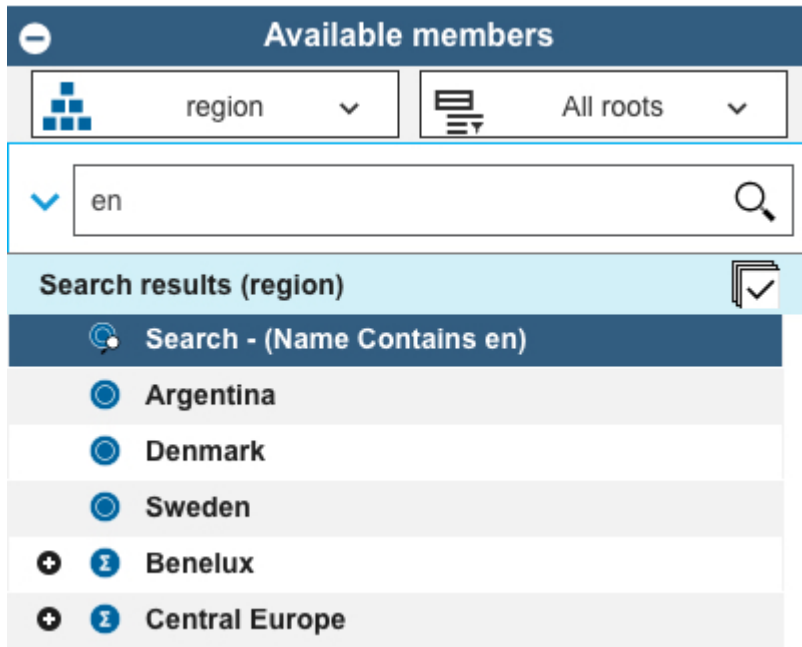 Available members
region All roots
en
Search results (region)
Search - (Name Contains en)
Argentina
Denmark
Sweden
Σ Benelux
Σ Central Europe